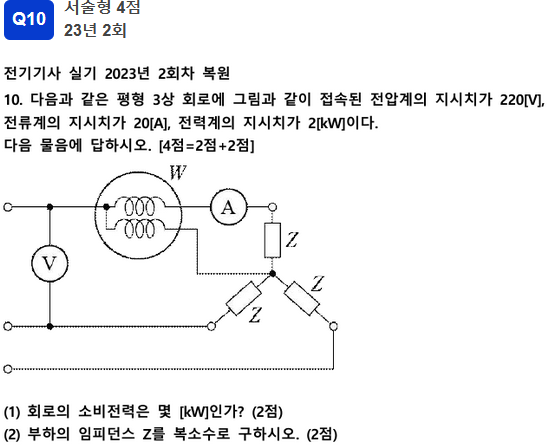 Q10
서술형 4점
23년 2회
전기기사 실기 2023년 2회차 복원
10. 다음과 같은 평형 3상 회로에 그림과 같이 접속된 전압계의 지시치가 220[V],
전류계의 지시치가 20[A], 전력계의 지시치가 2[kW]이다.
다음 물음에 답하시오. [4점=2점+2점]
W
A
Z
V
Z
Z
(1) 회로의 소비전력은 몇 [kW]인가? (2점)
(2) 부하의 임피던스 Z를 복소수로 구하시오. (2점)